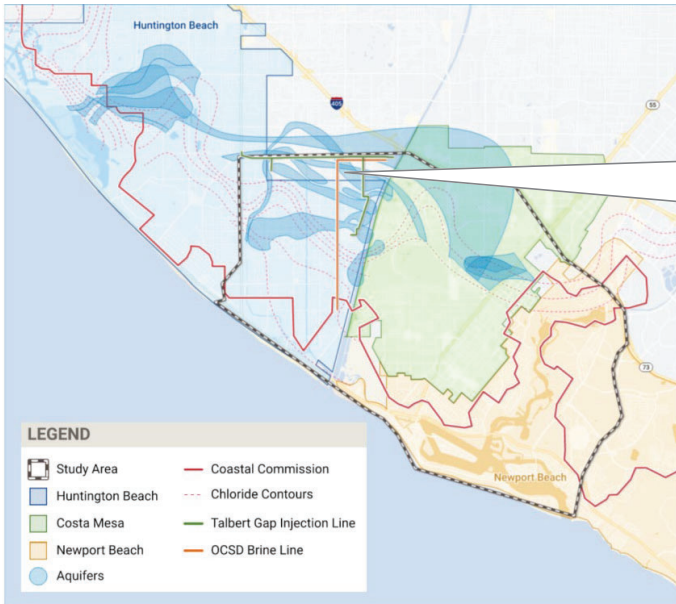 Huntington Beach
405
55
73
Newport Beach
LEGEND
Study Area
Huntington Beach
Costa Mesa
Newport Beach
Aquifers
Coastal Commission
Chloride Contours
Talbert Gap Injection Line
OCSD Brine Line